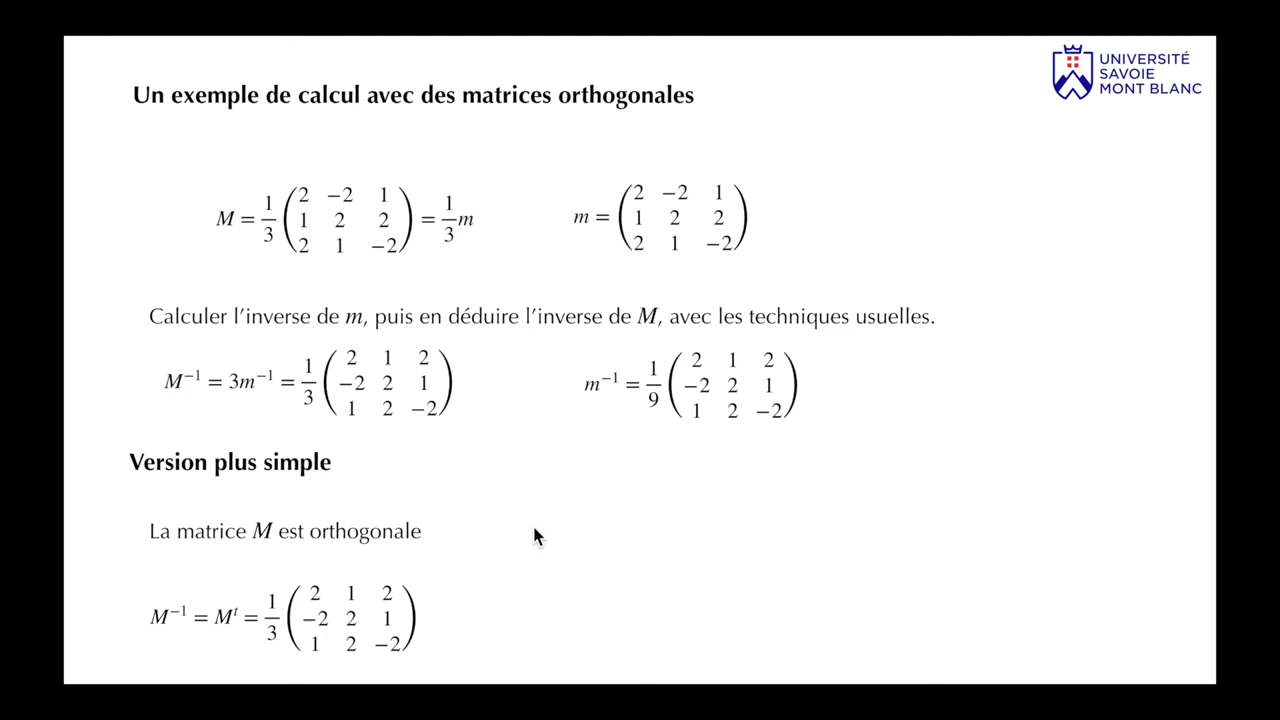 UNIVERSITÉ
SAVOIE
MONT BLANC
Un exemple de calcul avec des matrices orthogonales
M = 1/3 (2 −2 1 ; 1 2 2 ; 2 1 −2) = 1/3 m
m = (2 −2 1 ; 1 2 2 ; 2 1 −2)
Calculer l’inverse de m, puis en déduire l’inverse de M, avec les techniques usuelles.
M⁻¹ = 3m⁻¹ = 1/3 (2 1 2 ; −2 2 1 ; 1 2 −2)
m⁻¹ = 1/9 (2 1 2 ; −2 2 1 ; 1 2 −2)
Version plus simple
La matrice M est orthogonale
M⁻¹ = Mᵗ = 1/3 (2 1 2 ; −2 2 1 ; 1 2 −2)